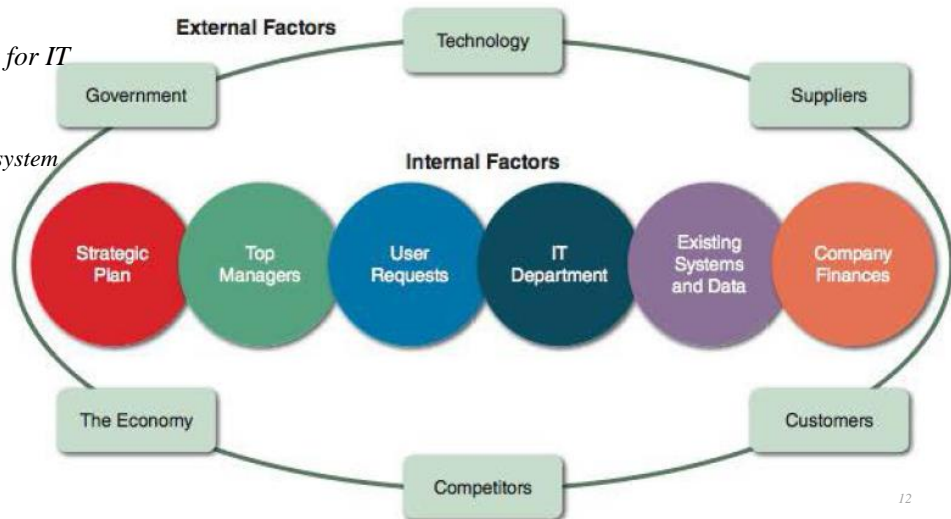 External Factors
Technology
for IT
Government
Suppliers
system
Internal Factors
Strategic
Plan
Top
Managers
User
Requests
IT
Department
Existing
Systems
and Data
Company
Finances
The Economy
Customers
Competitors
12